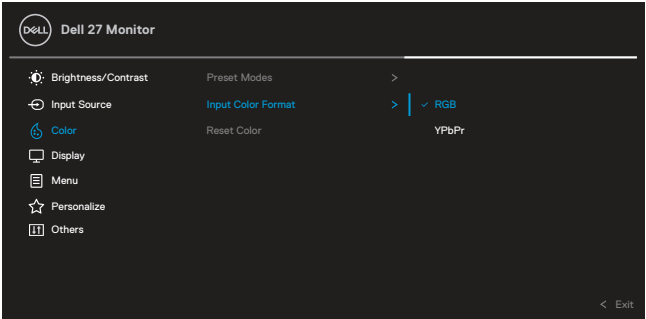 DELL Dell 27 Monitor
Brightness/Contrast Preset Modes >
Input Source Input Color Format > ✓ RGB
Color Reset Color YPbPr
Display
Menu
Personalize
Others
< Exit